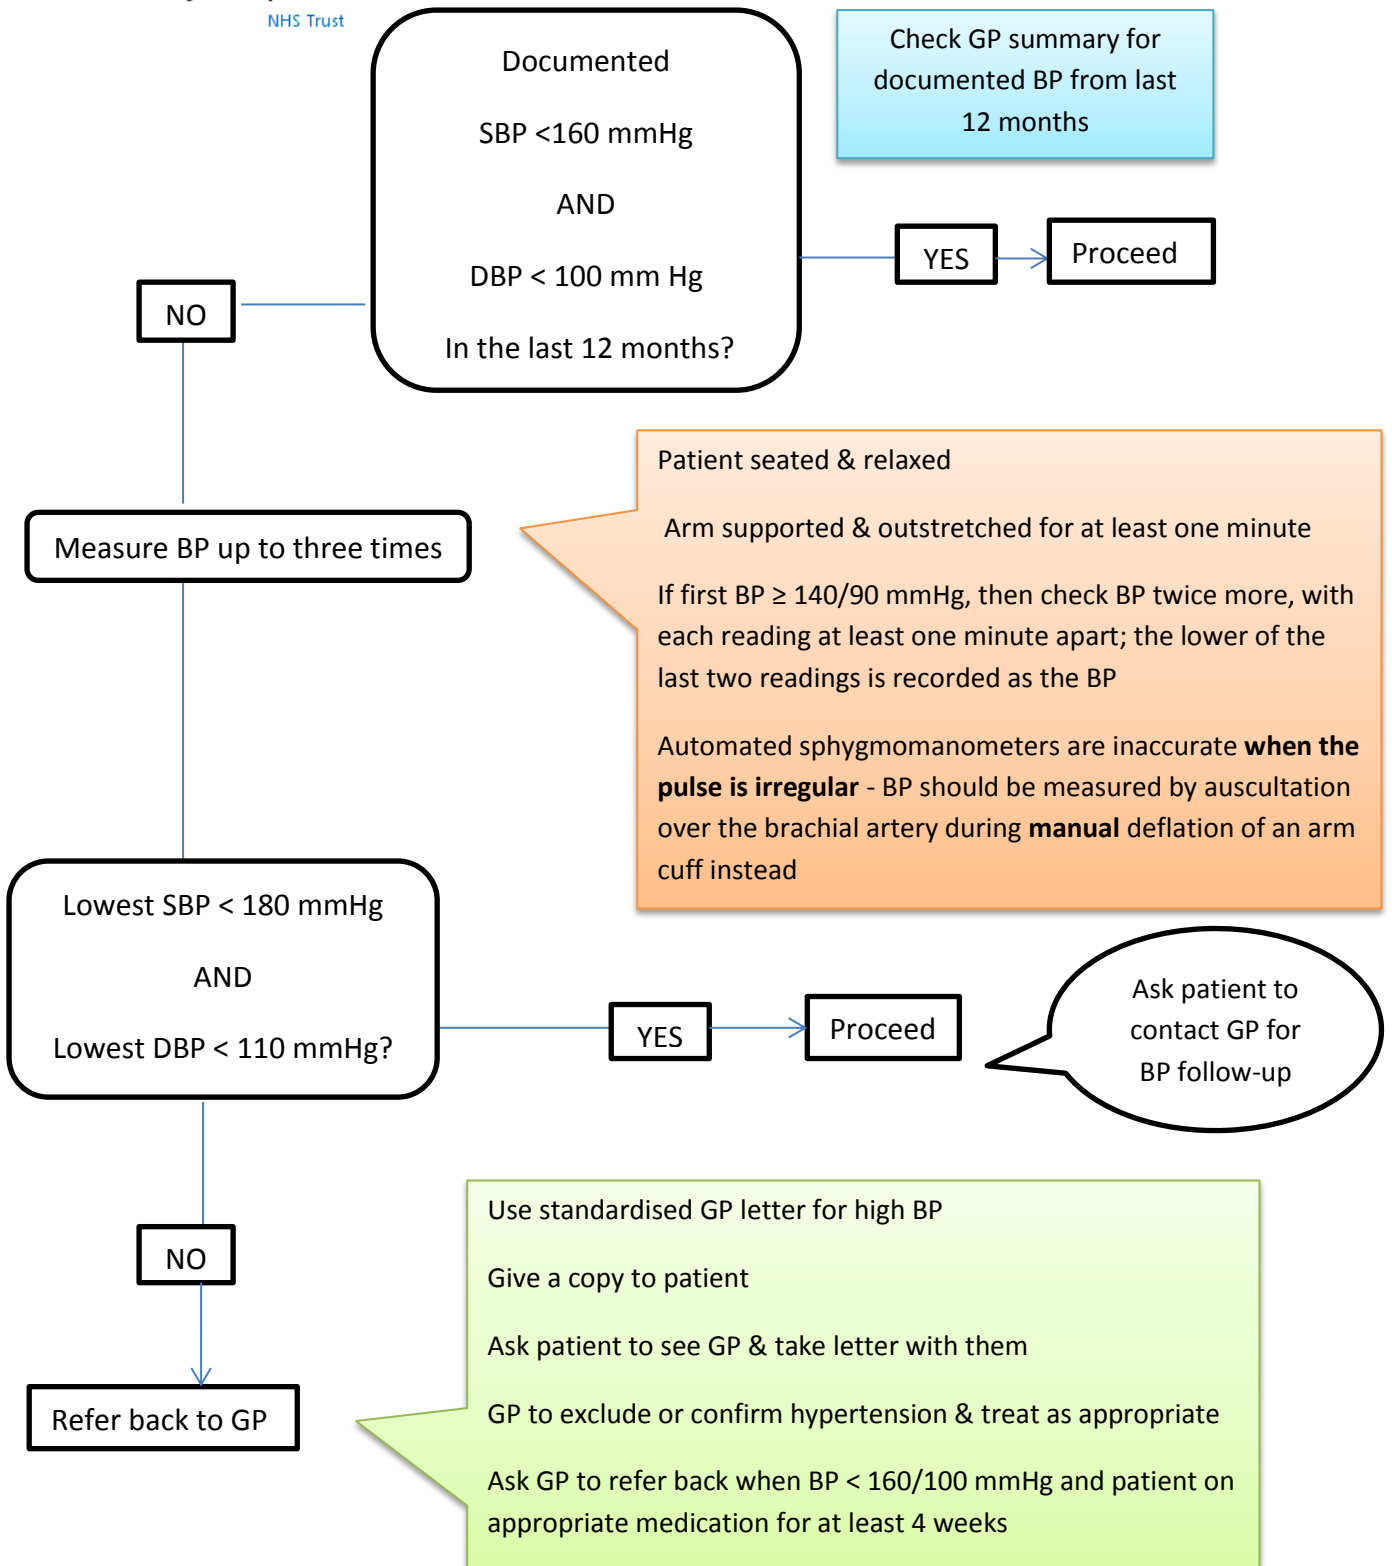 NHS Trust
Documented
SBP <160 mmHg
AND
DBP < 100 mm Hg
In the last 12 months?
Check GP summary for
documented BP from last
12 months
YES
Proceed
NO
Measure BP up to three times
Patient seated & relaxed
Arm supported & outstretched for at least one minute
If first BP ≥ 140/90 mmHg, then check BP twice more, with
each reading at least one minute apart; the lower of the
last two readings is recorded as the BP
Automated sphygmomanometers are inaccurate when the
pulse is irregular - BP should be measured by auscultation
over the brachial artery during manual deflation of an arm
cuff instead
Lowest SBP < 180 mmHg
AND
Lowest DBP < 110 mmHg?
YES
Proceed
Ask patient to
contact GP for
BP follow-up
NO
Refer back to GP
Use standardised GP letter for high BP
Give a copy to patient
Ask patient to see GP & take letter with them
GP to exclude or confirm hypertension & treat as appropriate
Ask GP to refer back when BP < 160/100 mmHg and patient on
appropriate medication for at least 4 weeks